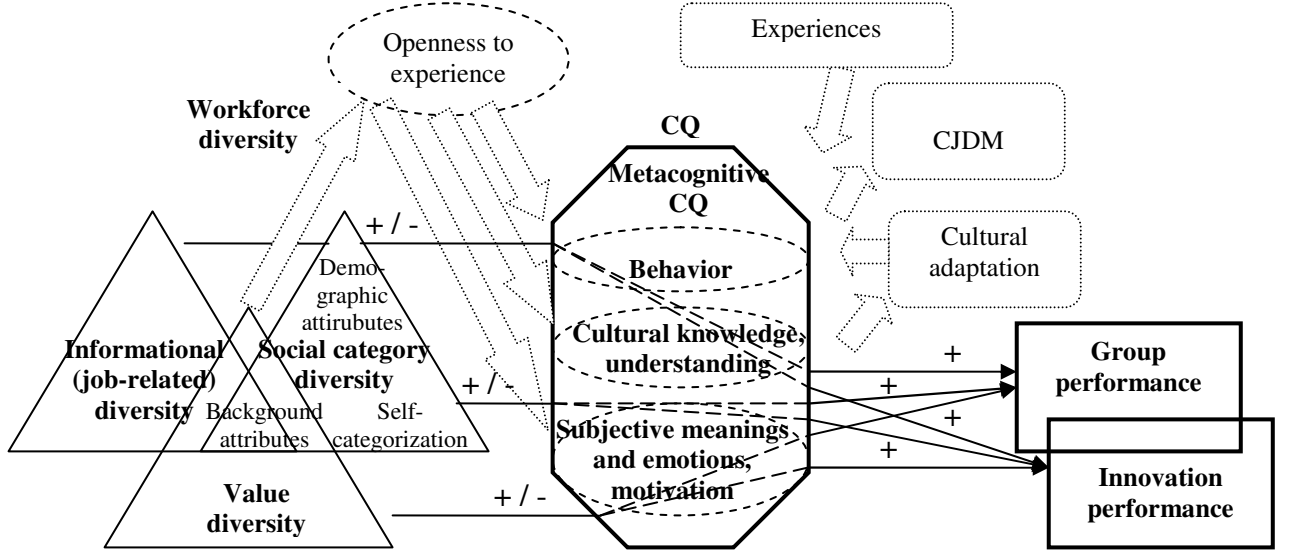 Openness to
experience
Experiences
Workforce
diversity
CQ
CJDM
Metacognitive
CQ
+ / -
Cultural
adaptation
Demo-
graphic
attirubutes
Behavior
Informational
(job-related)
diversity
Social category
diversity
Cultural knowledge,
understanding
+
Group
performance
+ / -
+
Background
attributes
Self-
categorization
+
Subjective meanings
and emotions,
motivation
+
Value
diversity
+ / -
Innovation
performance